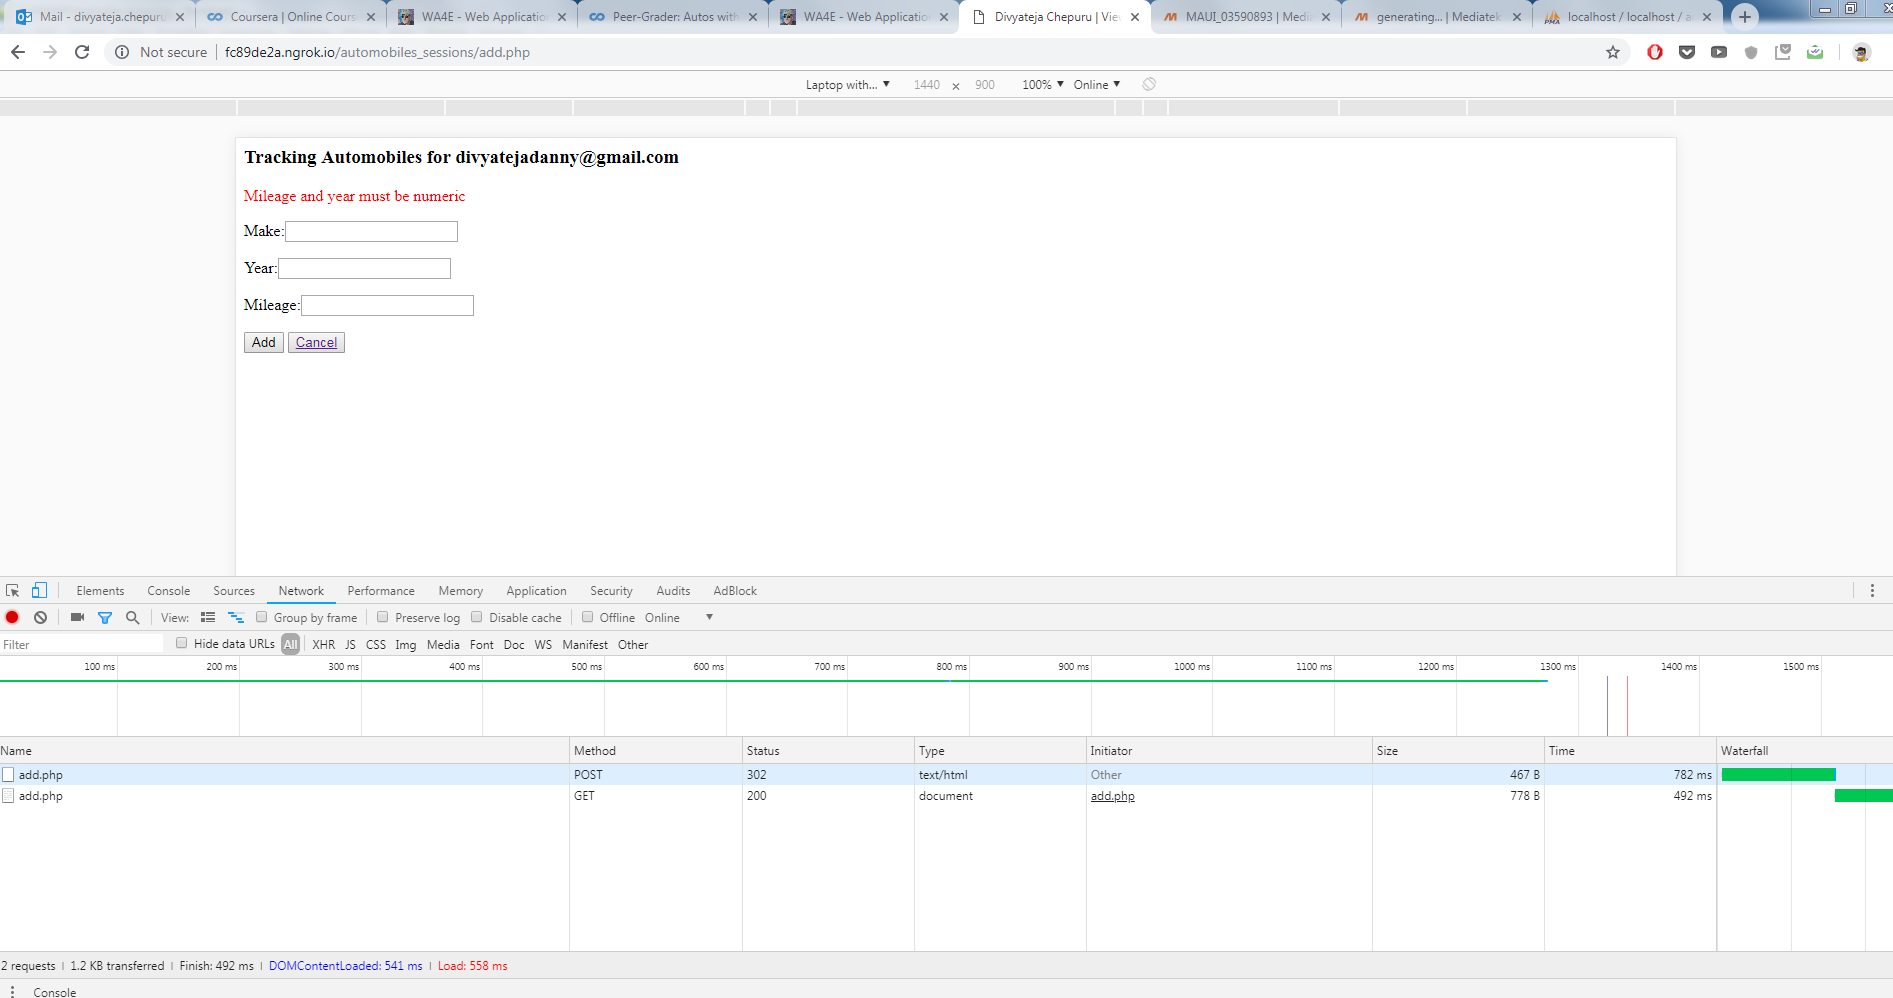 Mail - divyateja.chepuru
Coursera | Online Cours
WA4E - Web Application
Peer-Grader: Autos with
WA4E - Web Application
Divyateja Chepuru | View
MAUI_03590893 | Media
generating... | Mediatek
localhost / localhost / a
Not secure | fc89de2a.ngrok.io/automobiles_sessions/add.php
Laptop with... ▼ 1440 × 900 100% ▼ Online ▼
Tracking Automobiles for divyatejadanny@gmail.com
Mileage and year must be numeric
Make:
Year:
Mileage:
Add Cancel
Elements Console Sources Network Performance Memory Application Security Audits AdBlock
View: Group by frame Preserve log Disable cache Offline Online ▼
Filter Hide data URLs All XHR JS CSS Img Media Font Doc WS Manifest Other
100 ms 200 ms 300 ms 400 ms 500 ms 600 ms 700 ms 800 ms 900 ms 1000 ms 1100 ms 1200 ms 1300 ms 1400 ms 1500 ms
Name Method Status Type Initiator Size Time Waterfall
add.php POST 302 text/html Other 467 B 782 ms
add.php GET 200 document add.php 778 B 492 ms
2 requests | 1.2 KB transferred | Finish: 492 ms | DOMContentLoaded: 541 ms | Load: 558 ms
Console